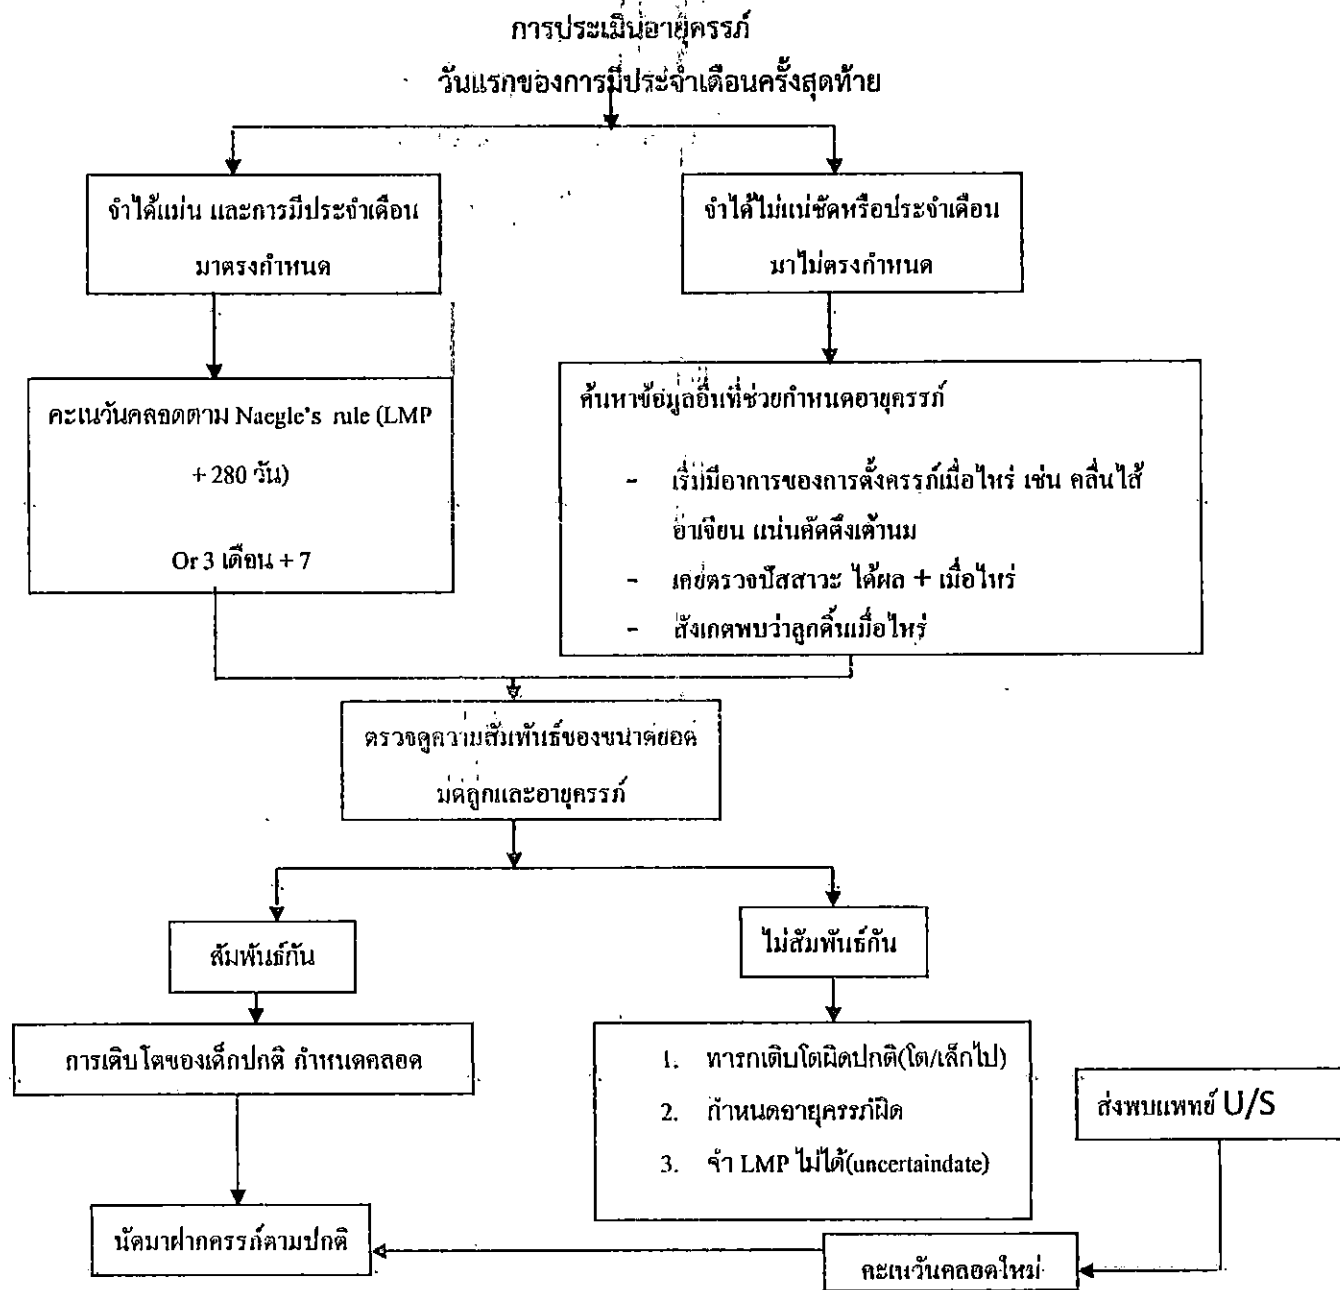 การประเมินอายุครรภ์
วันแรกของการมีประจำเดือนครั้งสุดท้าย
จำได้แม่น และการมีประจำเดือน
มาตรงกำหนด
จำได้ไม่แน่ชัดหรือประจำเดือน
มาไม่ตรงกำหนด
คะเนวันคลอดตาม Naegle's rule (LMP
+ 280 วัน)
Or 3 เดือน + 7
ค้นหาข้อมูลอื่นที่ช่วยกำหนดอายุครรภ์
- เริ่มมีอาการของการตั้งครรภ์เมื่อไหร่ เช่น คลื่นไส้
อาเจียน แน่นคัดตึงเต้านม
- เคยตรวจปัสสาวะ ได้ผล + เมื่อไหร่
- สังเกตพบว่าลูกดิ้นเมื่อไหร่
ตรวจดูความสัมพันธ์ของขนาดยอด
มดลูกและอายุครรภ์
สัมพันธ์กัน
ไม่สัมพันธ์กัน
การเติบโตของเด็กปกติ กำหนดคลอด
1. ทารกเติบโตผิดปกติ(โต/เล็กไป)
2. กำหนดอายุครรภ์ผิด
3. จำ LMP ไม่ได้(uncertaindate)
ส่งพบแพทย์ U/S
นัดมาฝากครรภ์ตามปกติ
คะเนวันคลอดใหม่